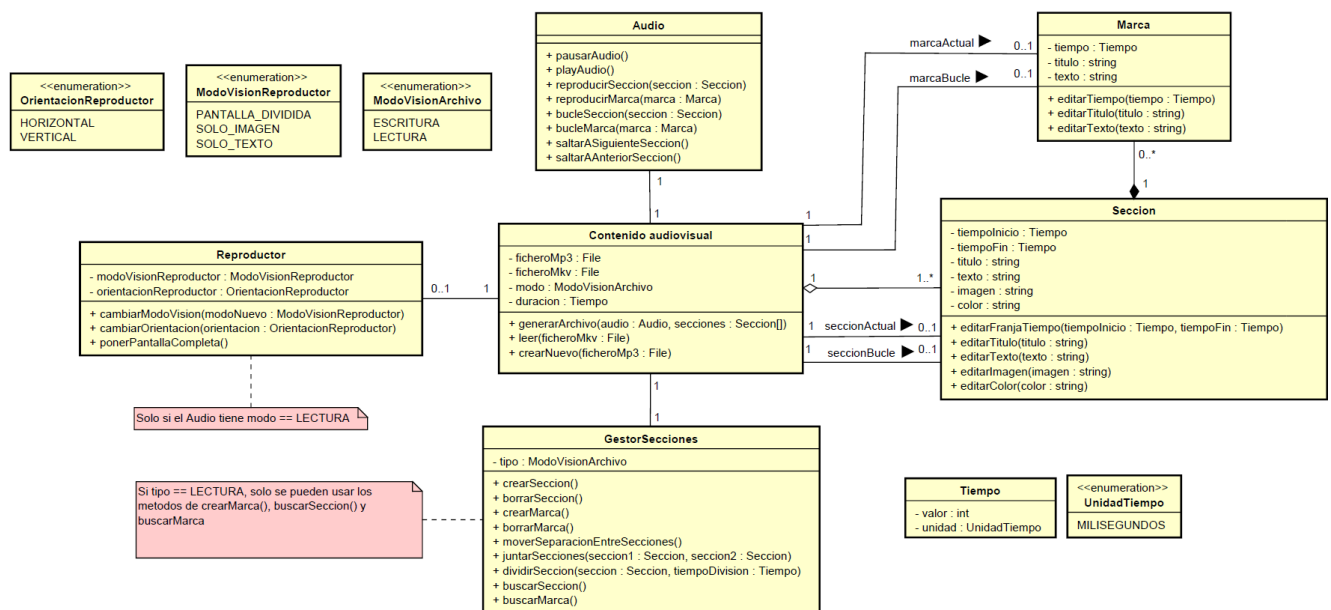 <<enumeration>>
OrientacionReproductor
HORIZONTAL
VERTICAL
<<enumeration>>
ModoVisionReproductor
PANTALLA_DIVIDIDA
SOLO_IMAGEN
SOLO_TEXTO
<<enumeration>>
ModoVisionArchivo
ESCRITURA
LECTURA
Audio
+ pausarAudio()
+ playAudio()
+ reproducirSeccion(seccion : Seccion)
+ reproducirMarca(marca : Marca)
+ bucleSeccion(seccion : Seccion)
+ bucleMarca(marca : Marca)
+ saltarASiguienteSeccion()
+ saltarAAnteriorSeccion()
1
1
marcaActual
0..1
marcaBucle
0..1
1
1
Marca
- tiempo : Tiempo
- titulo : string
- texto : string
+ editarTiempo(tiempo : Tiempo)
+ editarTitulo(titulo : string)
+ editarTexto(texto : string)
0..*
1
Reproductor
- modoVisionReproductor : ModoVisionReproductor
- orientacionReproductor : OrientacionReproductor
+ cambiarModoVision(modoNuevo : ModoVisionReproductor)
+ cambiarOrientacion(orientacion : OrientacionReproductor)
+ ponerPantallaCompleta()
0..1
1
Contenido audiovisual
- ficheroMp3 : File
- ficheroMkv : File
- modo : ModoVisionArchivo
- duracion : Tiempo
+ generarArchivo(audio : Audio, secciones : Seccion[])
+ leer(ficheroMkv : File)
+ crearNuevo(ficheroMp3 : File)
1
1..*
1
seccionActual
0..1
1
seccionBucle
0..1
Seccion
- tiempoInicio : Tiempo
- tiempoFin : Tiempo
- titulo : string
- texto : string
- imagen : string
- color : string
+ editarFranjaTiempo(tiempoInicio : Tiempo, tiempoFin : Tiempo)
+ editarTitulo(titulo : string)
+ editarTexto(texto : string)
+ editarImagen(imagen : string)
+ editarColor(color : string)
Solo si el Audio tiene modo == LECTURA
1
1
GestorSecciones
- tipo : ModoVisionArchivo
+ crearSeccion()
+ borrarSeccion()
+ crearMarca()
+ borrarMarca()
+ moverSeparacionEntreSecciones()
+ juntarSecciones(seccion1 : Seccion, seccion2 : Seccion)
+ dividirSeccion(seccion : Seccion, tiempoDivision : Tiempo)
+ buscarSeccion()
+ buscarMarca()
Si tipo == LECTURA, solo se pueden usar los
metodos de crearMarca(), buscarSeccion() y
buscarMarca
Tiempo
- valor : int
- unidad : UnidadTiempo
<<enumeration>>
UnidadTiempo
MILISEGUNDOS